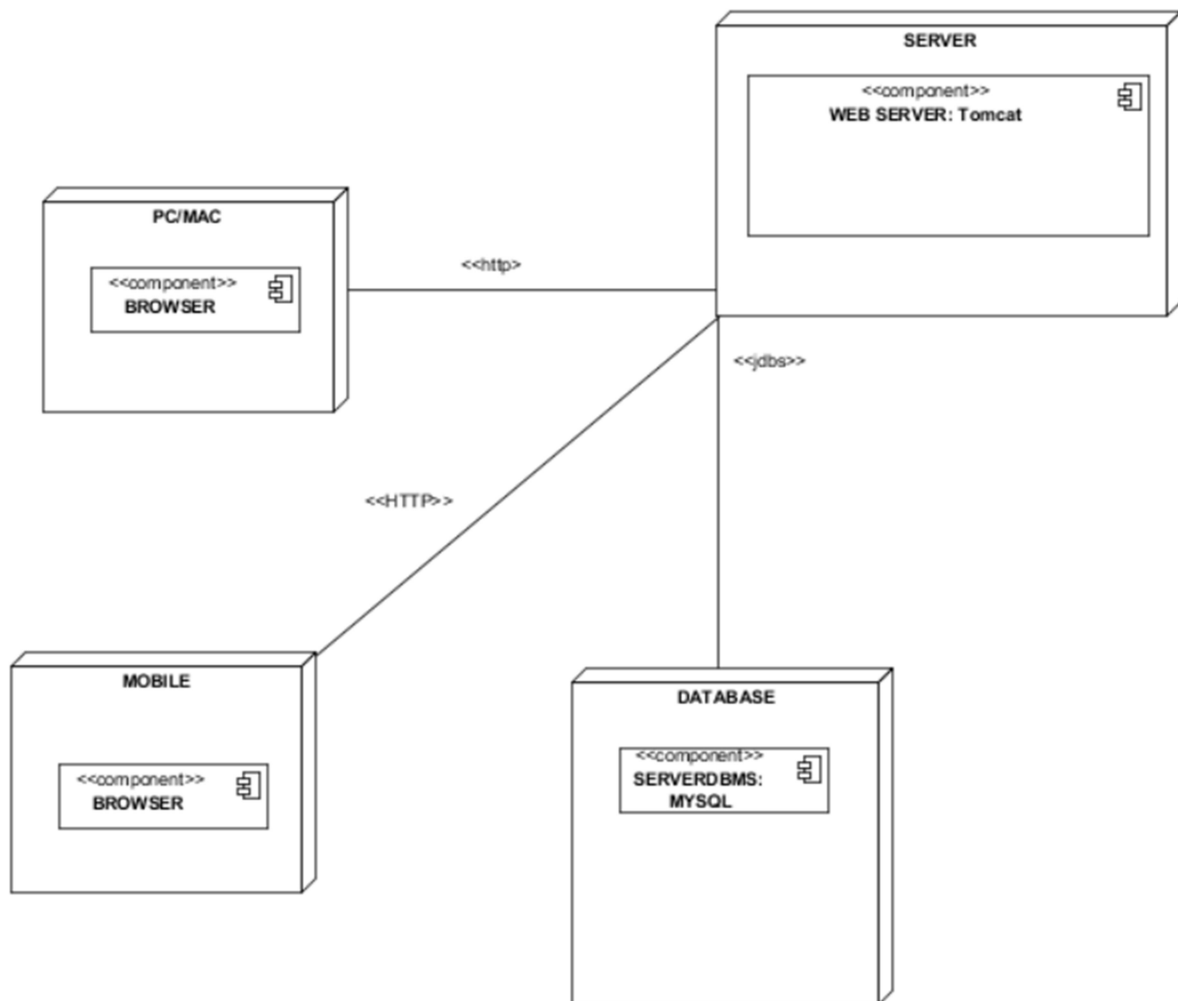 SERVER
<<component>>
WEB SERVER: Tomcat
PC/MAC
<<component>>
BROWSER
<<http>
<<jdbs>>
<<HTTP>>
MOBILE
<<component>>
BROWSER
DATABASE
<<component>>
SERVERDBMS:
MYSQL